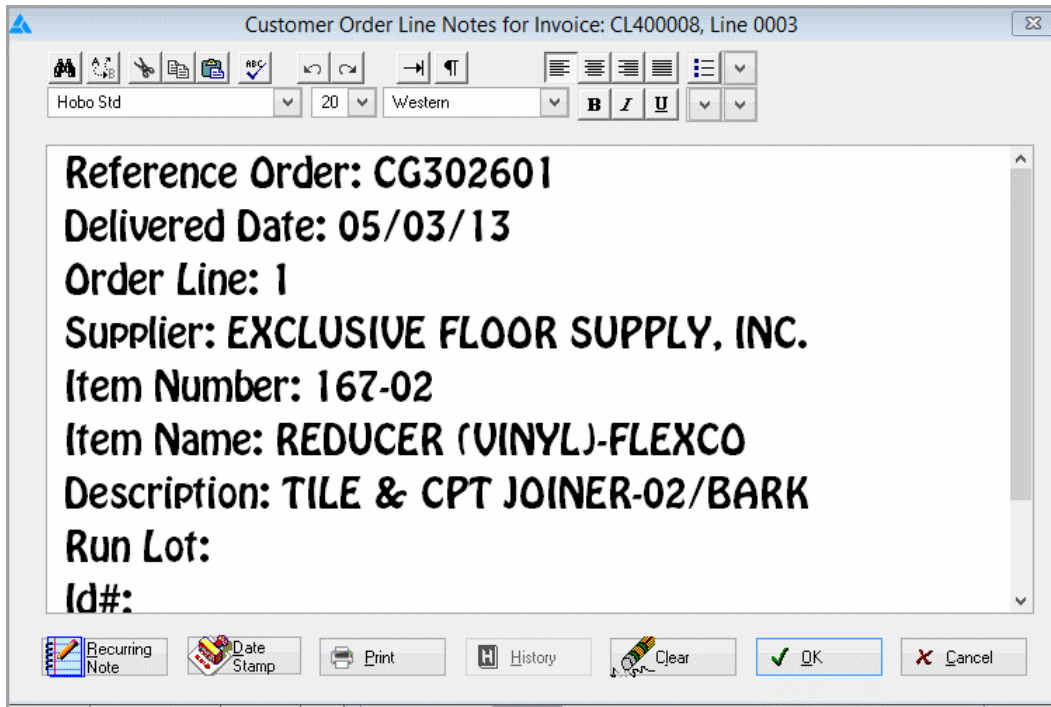 Customer Order Line Notes for Invoice: CL400008, Line 0003
A B
ABC
Hobo Std 20 Western B I U
Reference Order: CG302601
Delivered Date: 05/03/13
Order Line: 1
Supplier: EXCLUSIVE FLOOR SUPPLY, INC.
Item Number: 167-02
Item Name: REDUCER (VINYL)-FLEXCO
Description: TILE & CPT JOINER-02/BARK
Run Lot:
Id#:
Recurring
Note
Date
Stamp
Print
H History
Clear
OK
Cancel